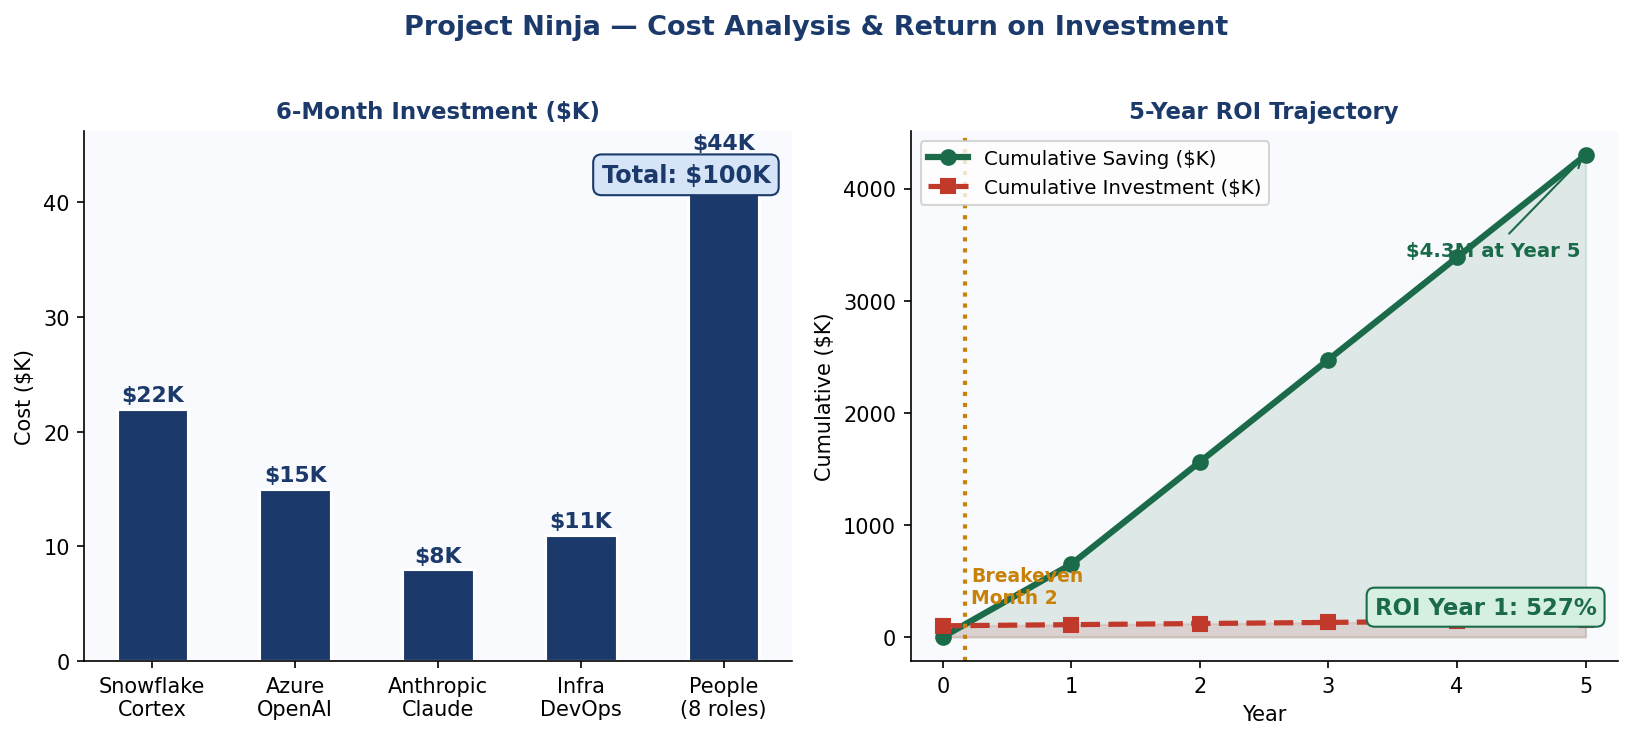 Project Ninja — Cost Analysis & Return on Investment
6-Month Investment ($K)
$44K
Total: $100K
$22K
$15K
$8K
$11K
Cost ($K)
40
30
20
10
0
Snowflake
Cortex
Azure
OpenAI
Anthropic
Claude
Infra
DevOps
People
(8 roles)
5-Year ROI Trajectory
Cumulative Saving ($K)
Cumulative Investment ($K)
$4.3M at Year 5
Breakeven
Month 2
ROI Year 1: 527%
Cumulative ($K)
4000
3000
2000
1000
0
0
1
2
3
4
5
Year